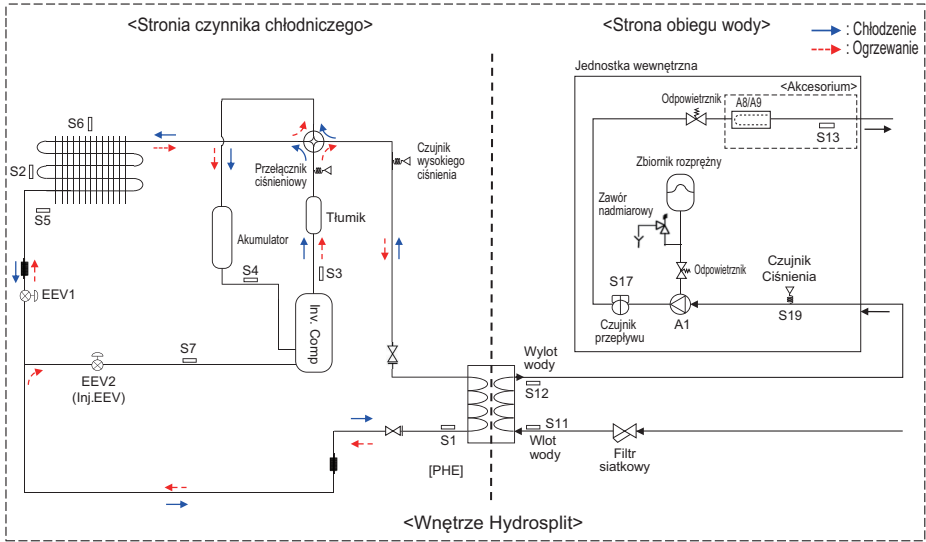 <Stronia czynnika chłodniczego>
<Strona obiegu wody>
: Chłodzenie
: Ogrzewanie
Jednostka wewnętrzna
<Akcesorium>
Odpowietrznik
A8/A9
S13
S6
S2
S5
Przełącznik
ciśnieniowy
Czujnik
wysokiego
ciśnienia
Zbiornik rozprężny
Zawór
nadmiarowy
Tłumik
Akumulator
S4
S3
Odpowietrznik
Czujnik
Ciśnienia
S17
EEV1
Inv. Comp
Czujnik
przepływu
A1
S19
S7
EEV2
(Inj.EEV)
Wylot
wody
S12
S1
S11
Wlot
wody
Filtr
siatkowy
[PHE]
<Wnętrze Hydrosplit>